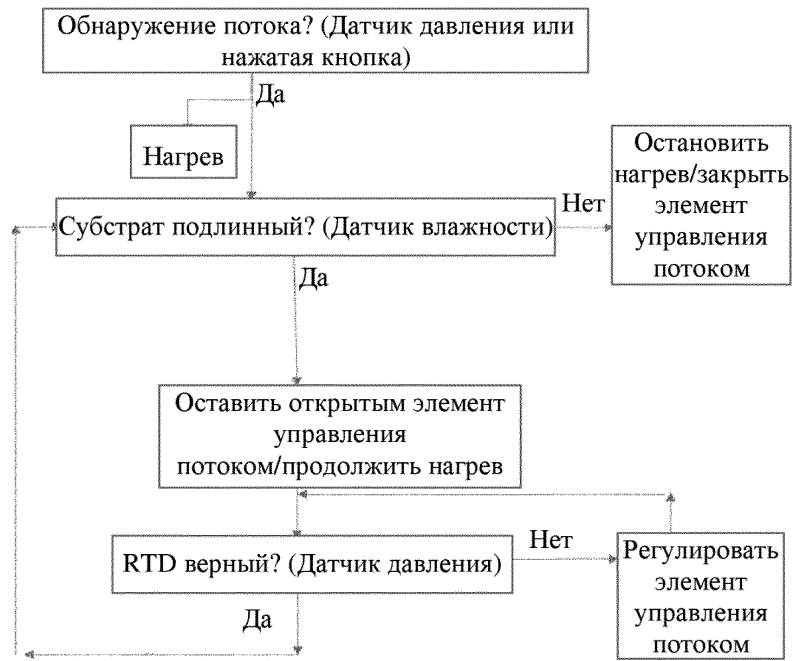 Обнаружение потока? (Датчик давления или
нажатая кнопка)
Да
Нагрев
Остановить
нагрев/закрыть
элемент
управления
потоком
Субстрат подлинный? (Датчик влажности)
Нет
Да
Оставить открытым элемент
управления
потоком/продолжить нагрев
RTD верный? (Датчик давления)
Нет
Регулировать
элемент
управления
потоком
Да